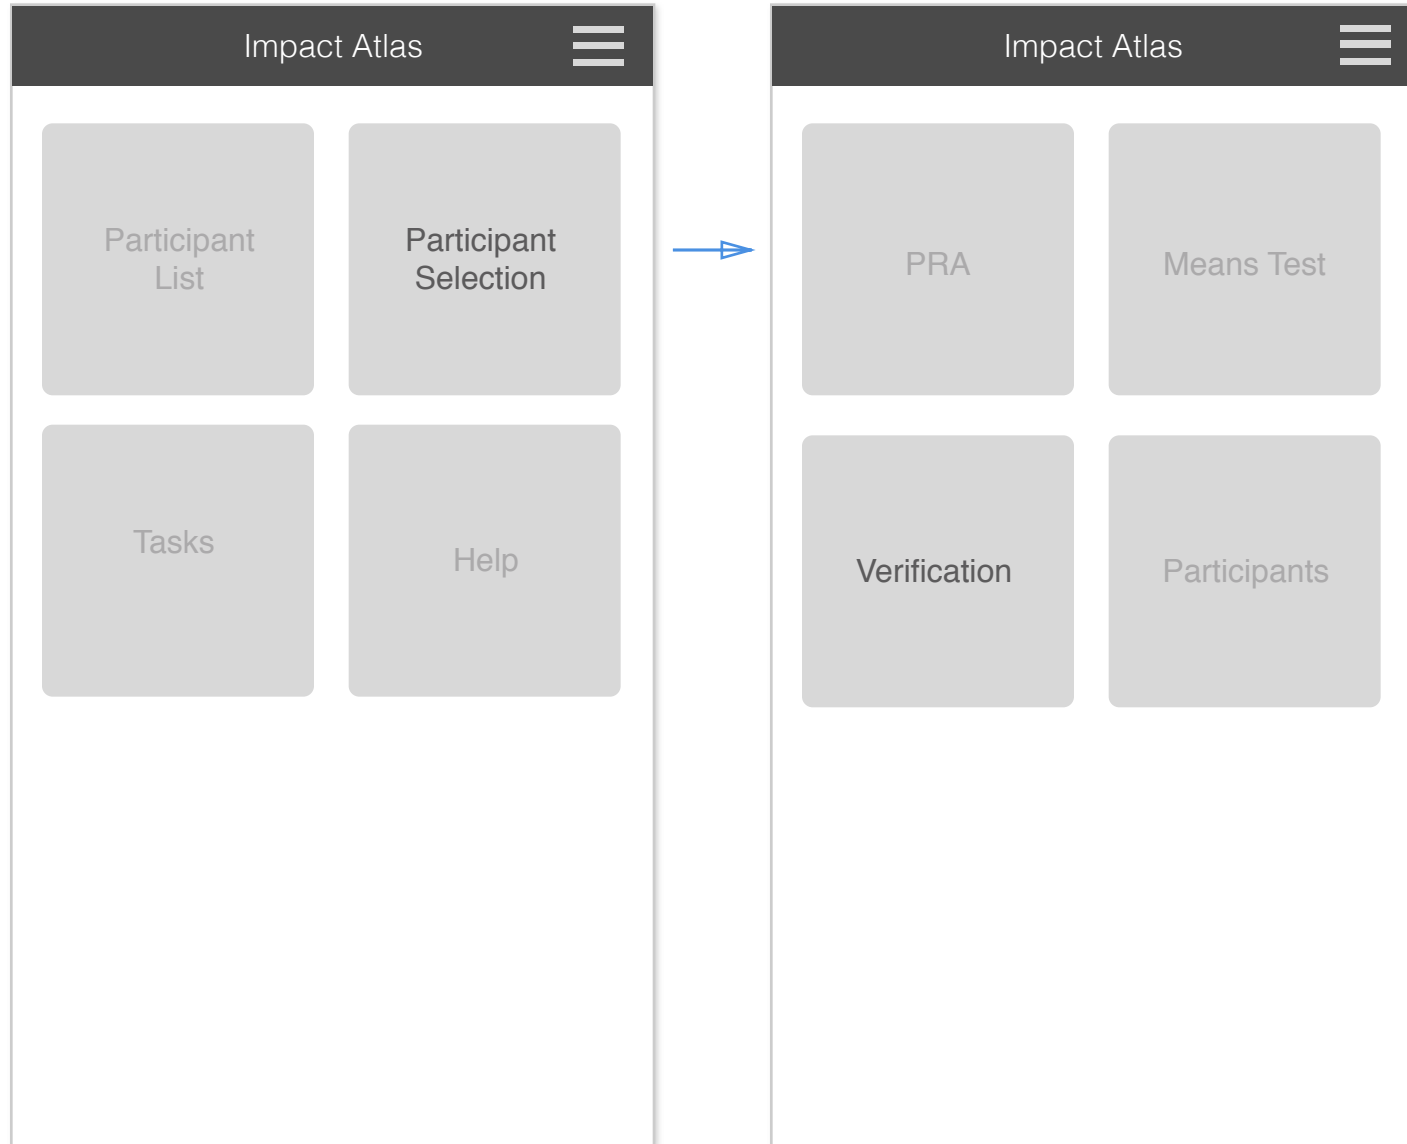 Impact Atlas
Participant
List
Participant
Selection
Tasks
Help
Impact Atlas
PRA
Means Test
Verification
Participants